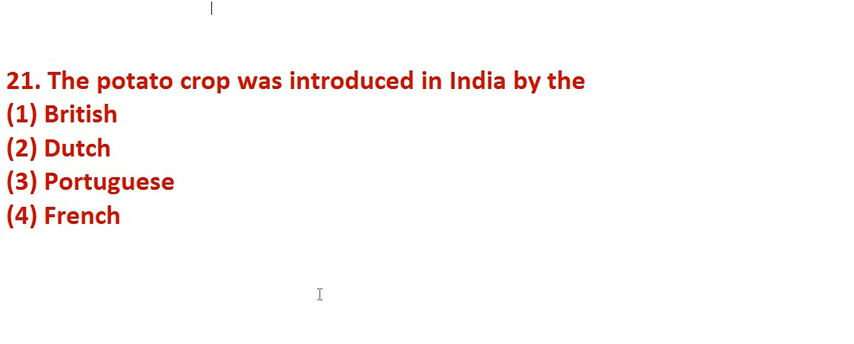 21. The potato crop was introduced in India by the
(1) British
(2) Dutch
(3) Portuguese
(4) French